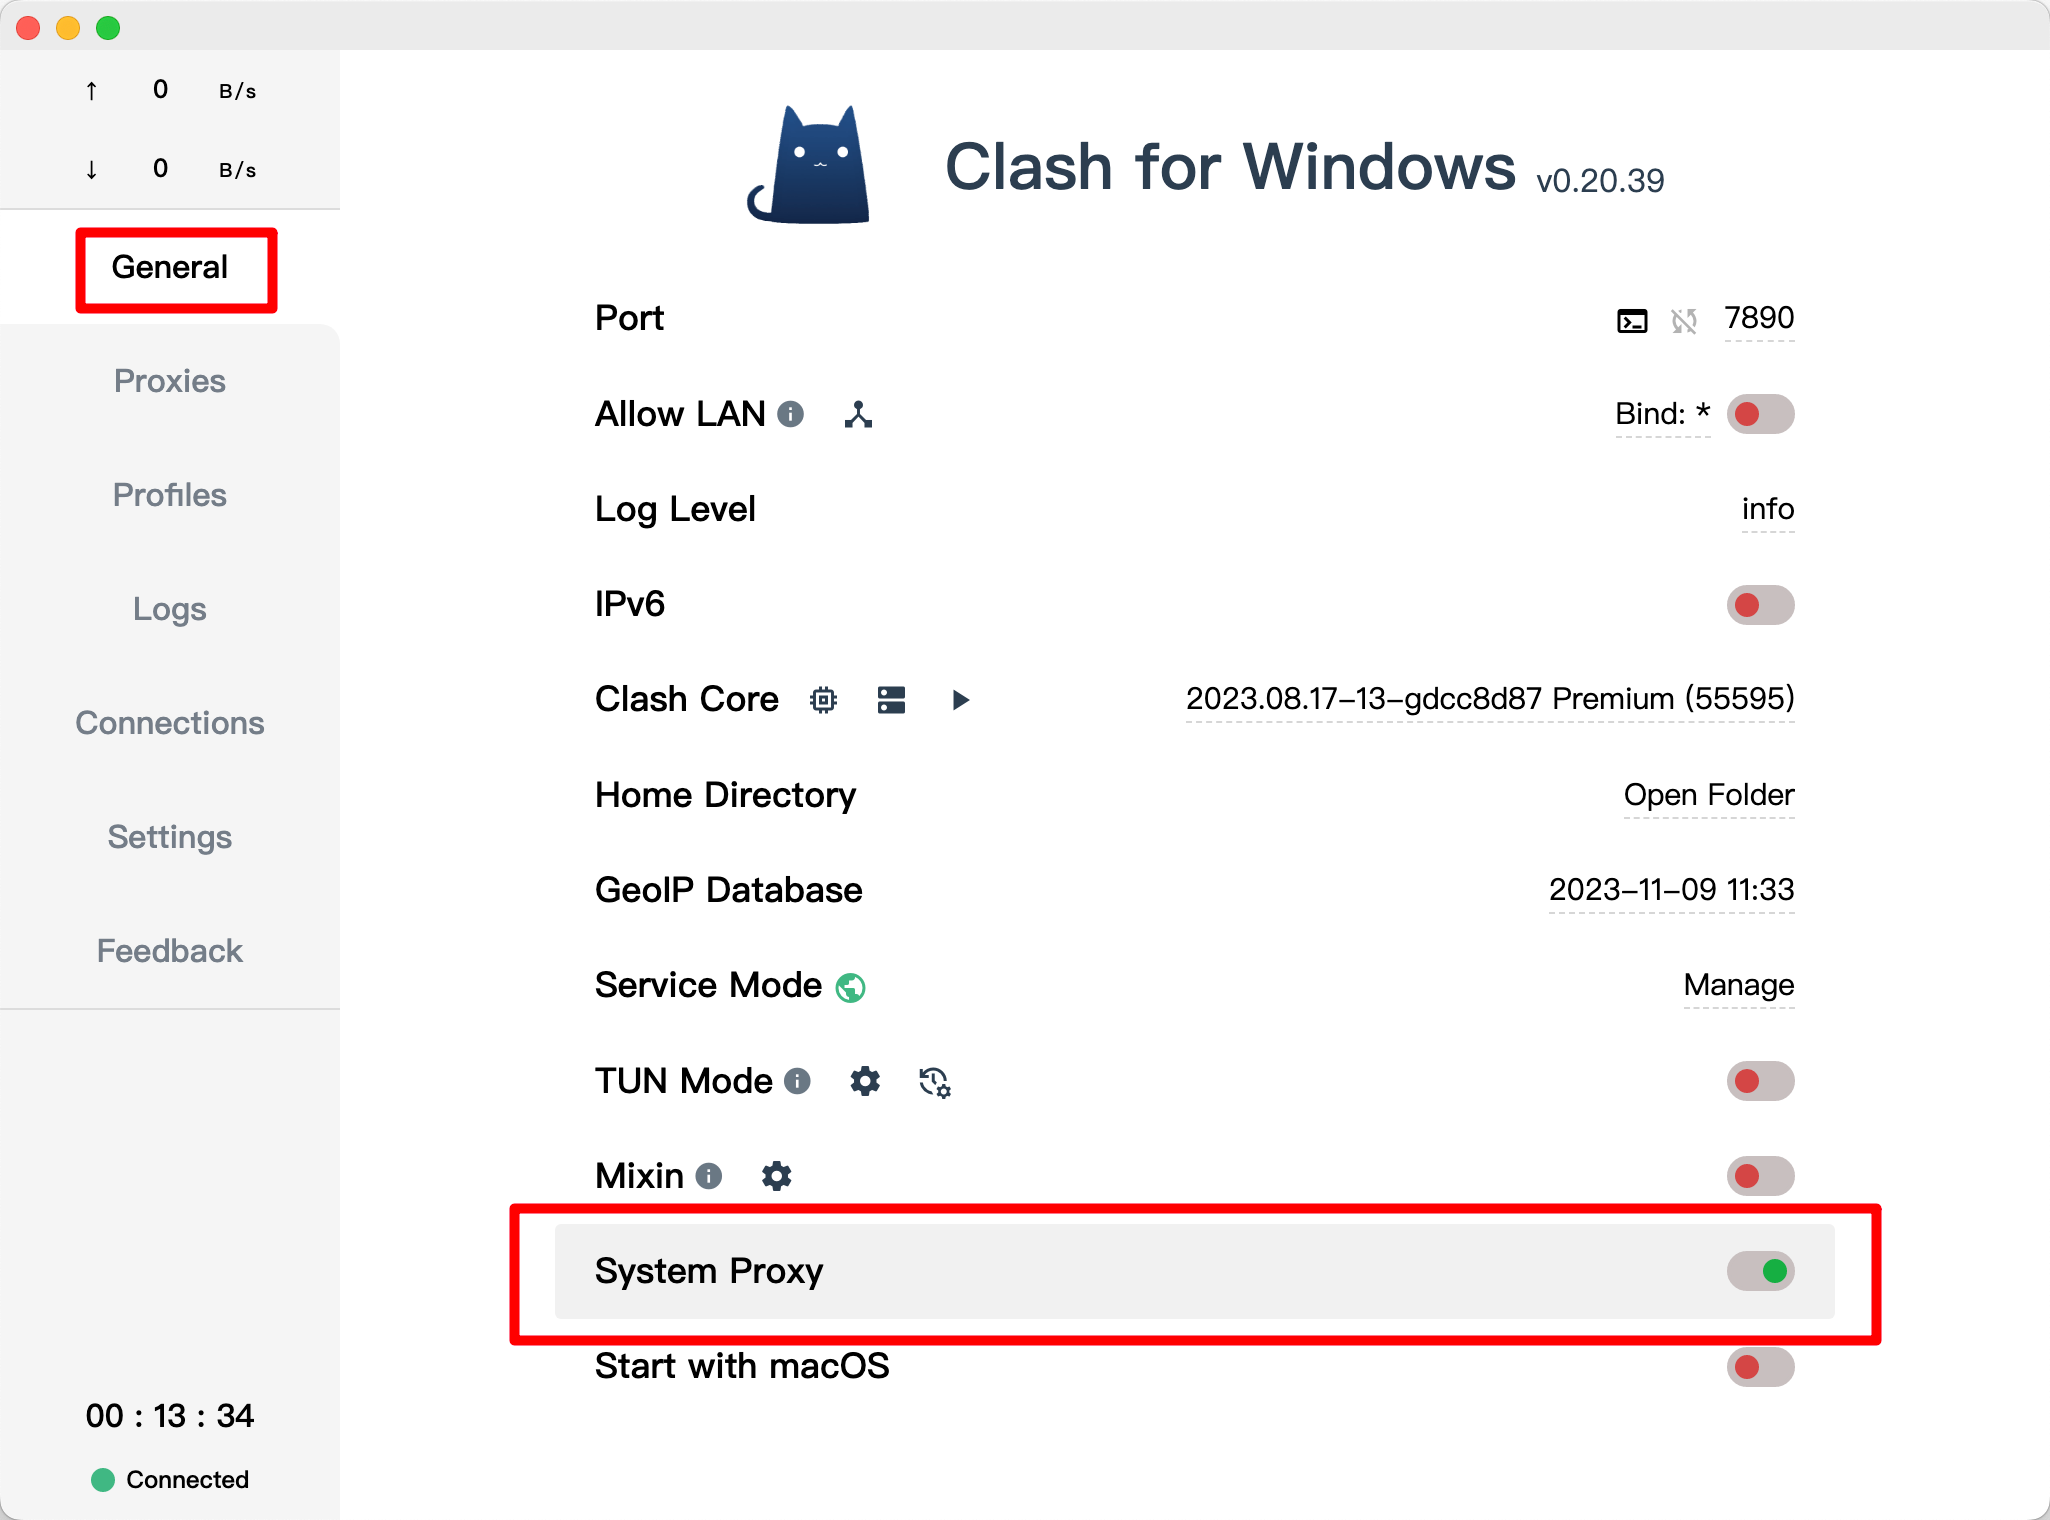 ↑ 0 B/s
↓ 0 B/s
General
Proxies
Profiles
Logs
Connections
Settings
Feedback
00 : 13 : 34
Connected
Clash for Windows v0.20.39
Port 7890
Allow LAN Bind: *
Log Level info
IPv6
Clash Core 2023.08.17-13-gdcc8d87 Premium (55595)
Home Directory Open Folder
GeoIP Database 2023-11-09 11:33
Service Mode Manage
TUN Mode
Mixin
System Proxy
Start with macOS